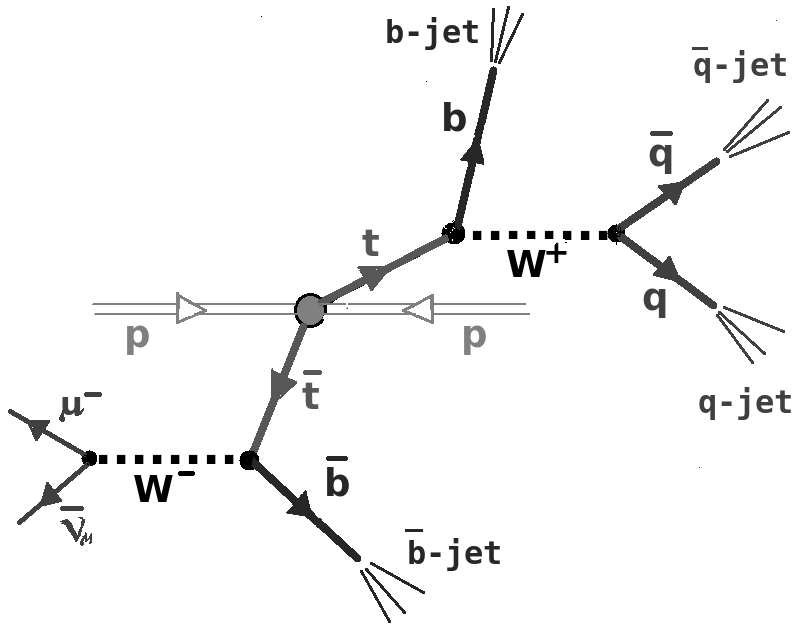 b-jet
q̄-jet
b
q̄
t
W⁺
q
p
p
t̄
q-jet
μ⁻
W⁻
b̄
ν̄μ
b̄-jet